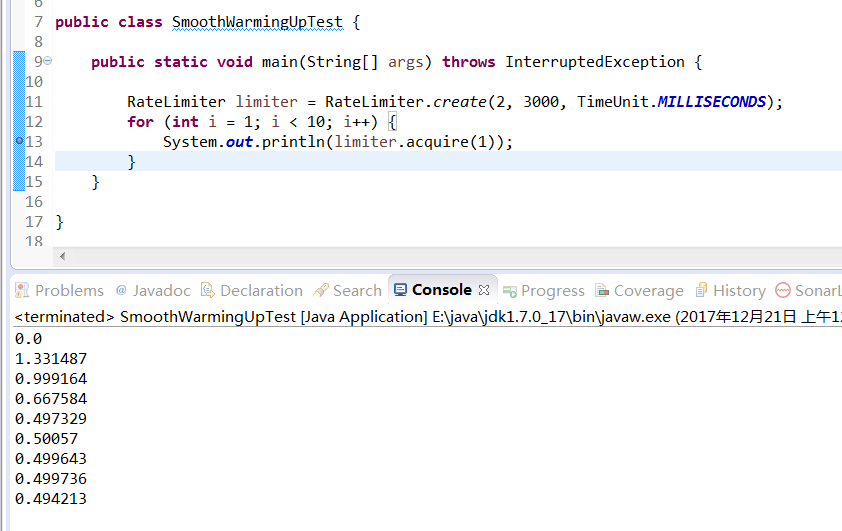 6
7 public class SmoothWarmingUpTest {
8
9 public static void main(String[] args) throws InterruptedException {
10
11 RateLimiter limiter = RateLimiter.create(2, 3000, TimeUnit.MILLISECONDS);
12 for (int i = 1; i < 10; i++) {
13 System.out.println(limiter.acquire(1));
14 }
15 }
16
17 }
18
Problems @ Javadoc Declaration Search Console Progress Coverage History SonarL
<terminated> SmoothWarmingUpTest [Java Application] E:\java\jdk1.7.0_17\bin\javaw.exe (2017年12月21日 上午12
0.0
1.331487
0.999164
0.667584
0.497329
0.50057
0.499643
0.499736
0.494213